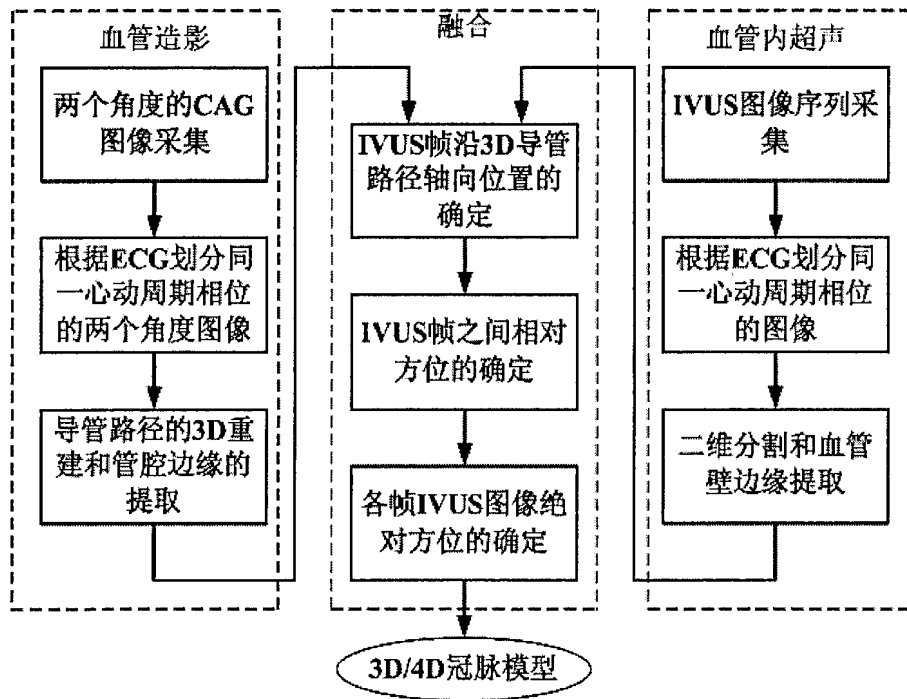 血管造影
两个角度的CAG
图像采集
根据ECG划分同
一心动周期相位
的两个角度图像
导管路径的3D重
建和管腔边缘的
提取
融合
IVUS帧沿3D导管
路径轴向位置的
确定
IVUS帧之间相对
方位的确定
各帧IVUS图像绝
对方位的确定
3D/4D冠脉模型
血管内超声
IVUS图像序列采
集
根据ECG划分同
一心动周期相位
的图像
二维分割和血管
壁边缘提取